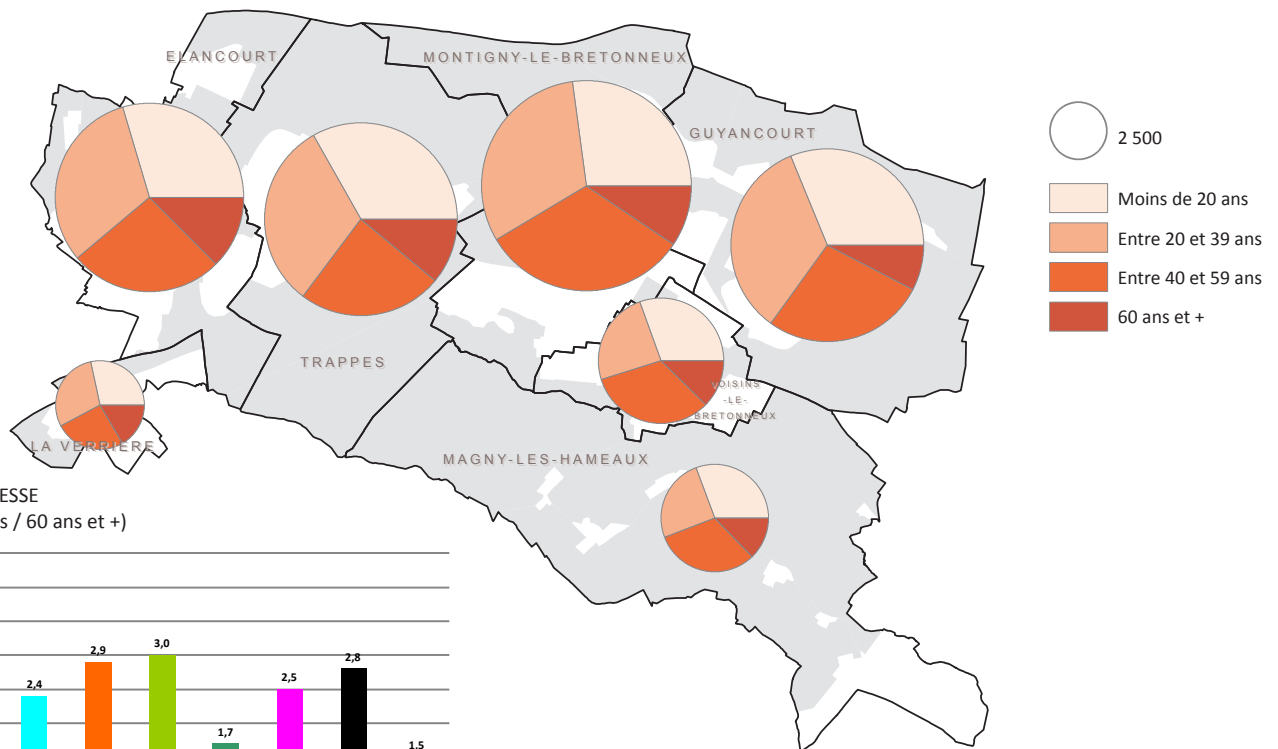 ELANCOURT
MONTIGNY-LE-BRETONNEUX
GUYANCOURT
2 500
Moins de 20 ans
Entre 20 et 39 ans
Entre 40 et 59 ans
60 ans et +
TRAPPES
VOISINS
-LE-
BRETONNEUX
LA VERRIÈRE
MAGNY-LES-HAMEAUX
ESSE
s / 60 ans et +)
2,4
2,9
3,0
1,7
2,5
2,8
1,5